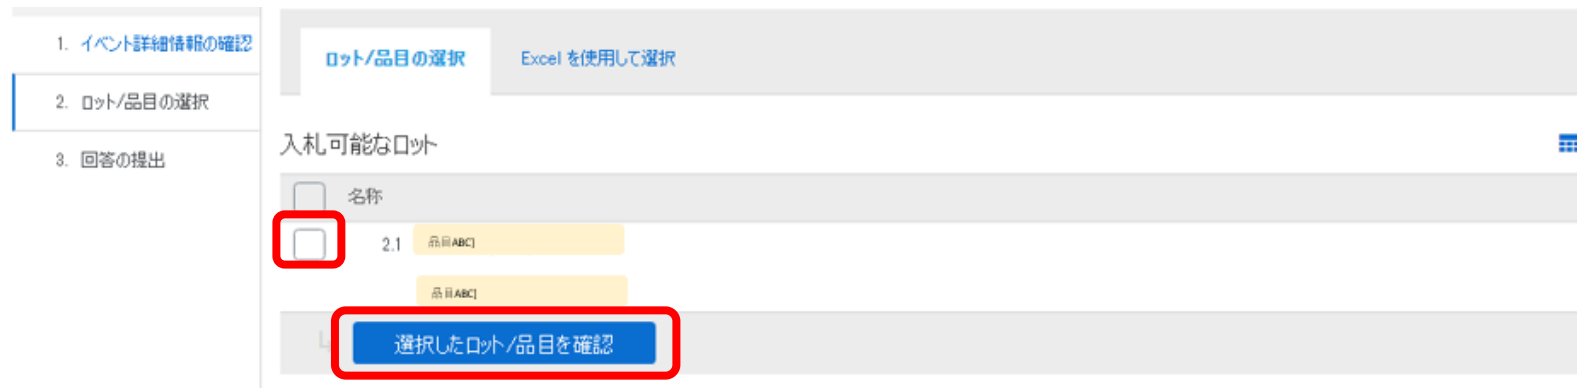 1. イベント詳細情報の確認
2. ロット/品目の選択
3. 回答の提出
ロット/品目の選択
Excel を使用して選択
入札可能なロット
名称
2.1 品目ABC]
品目ABC]
選択したロット/品目を確認